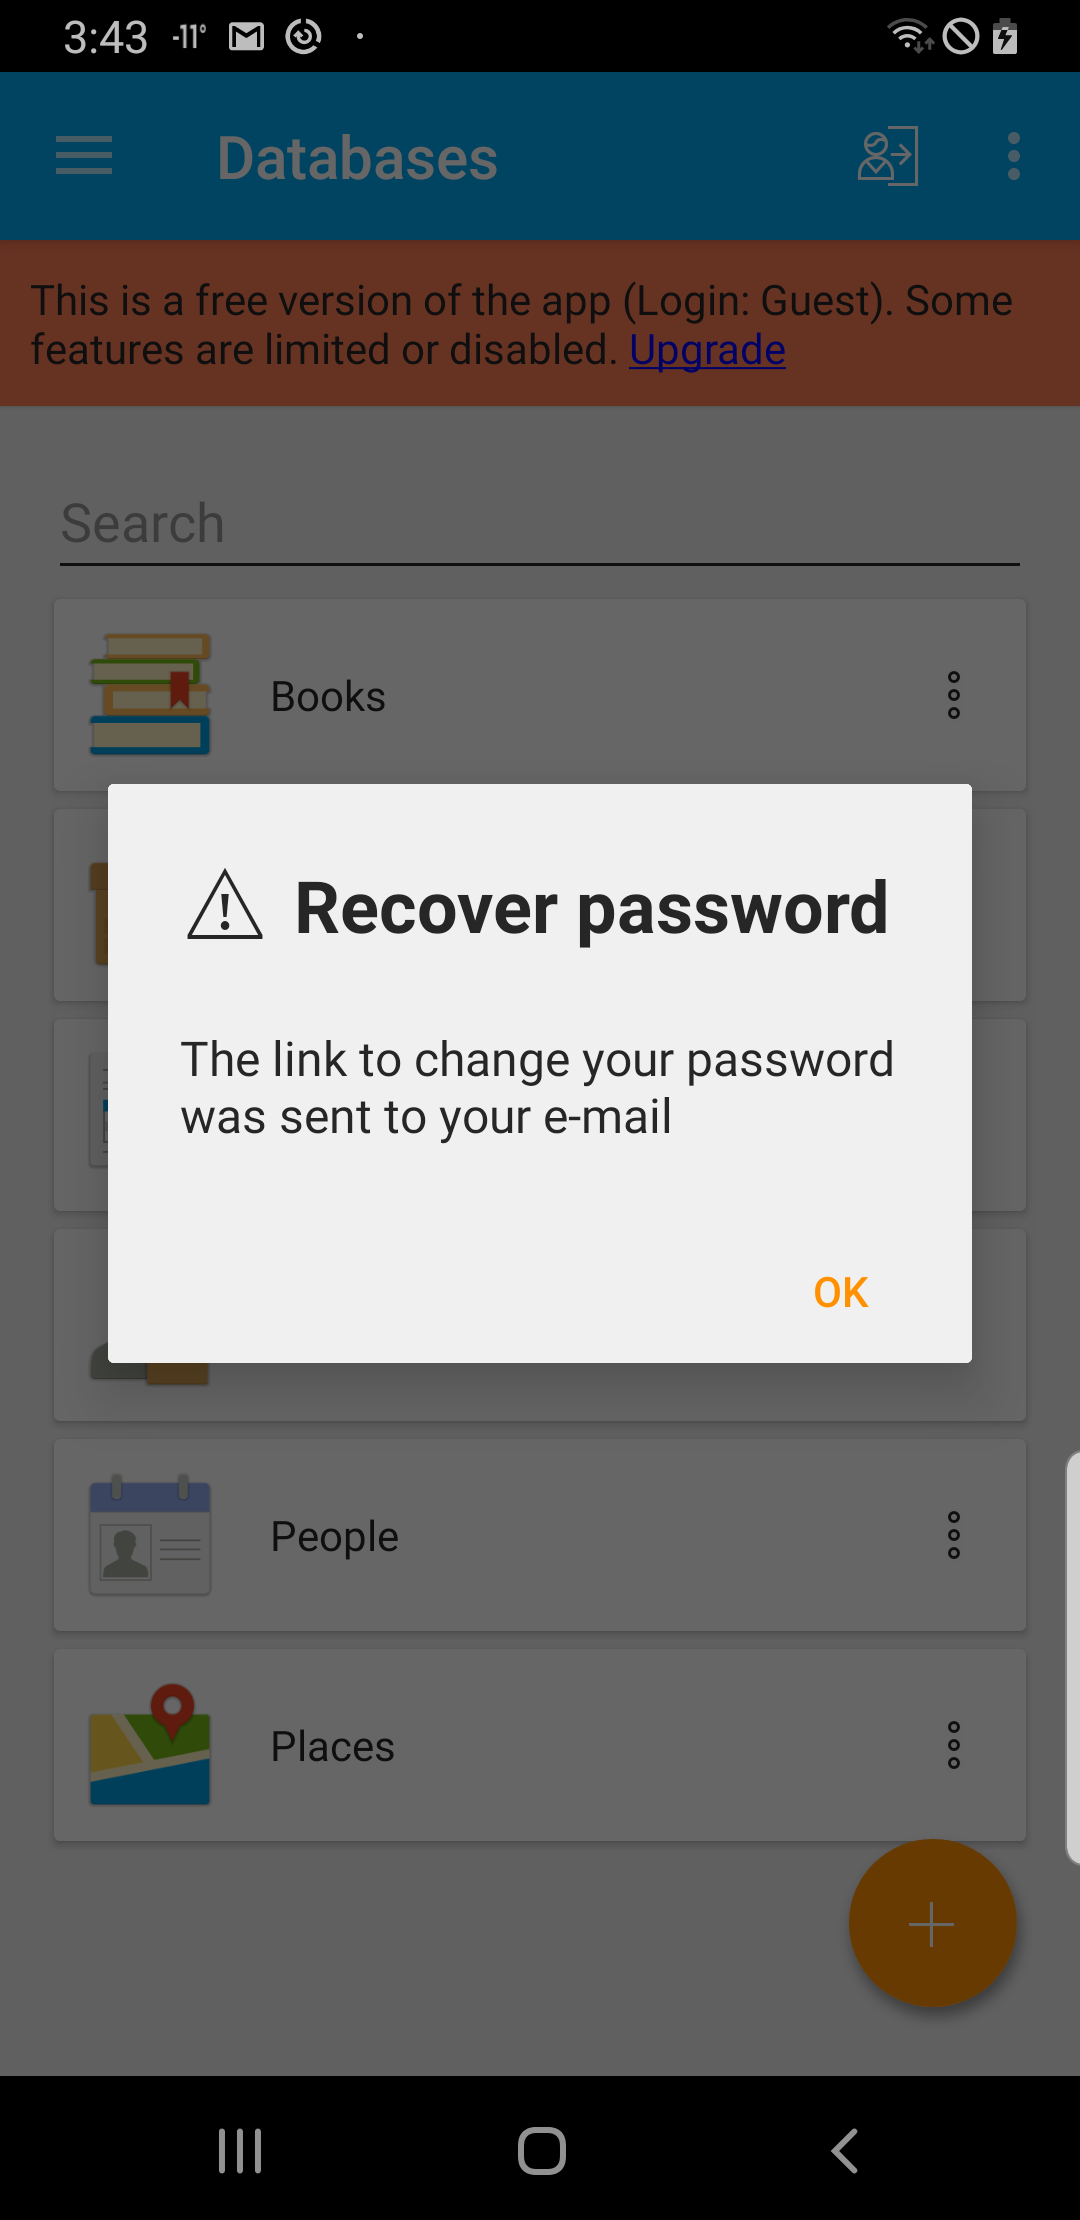 3:43 -11°
Databases
This is a free version of the app (Login: Guest). Some
features are limited or disabled. Upgrade
Search
Books
Recover password
The link to change your password
was sent to your e-mail
OK
People
Places